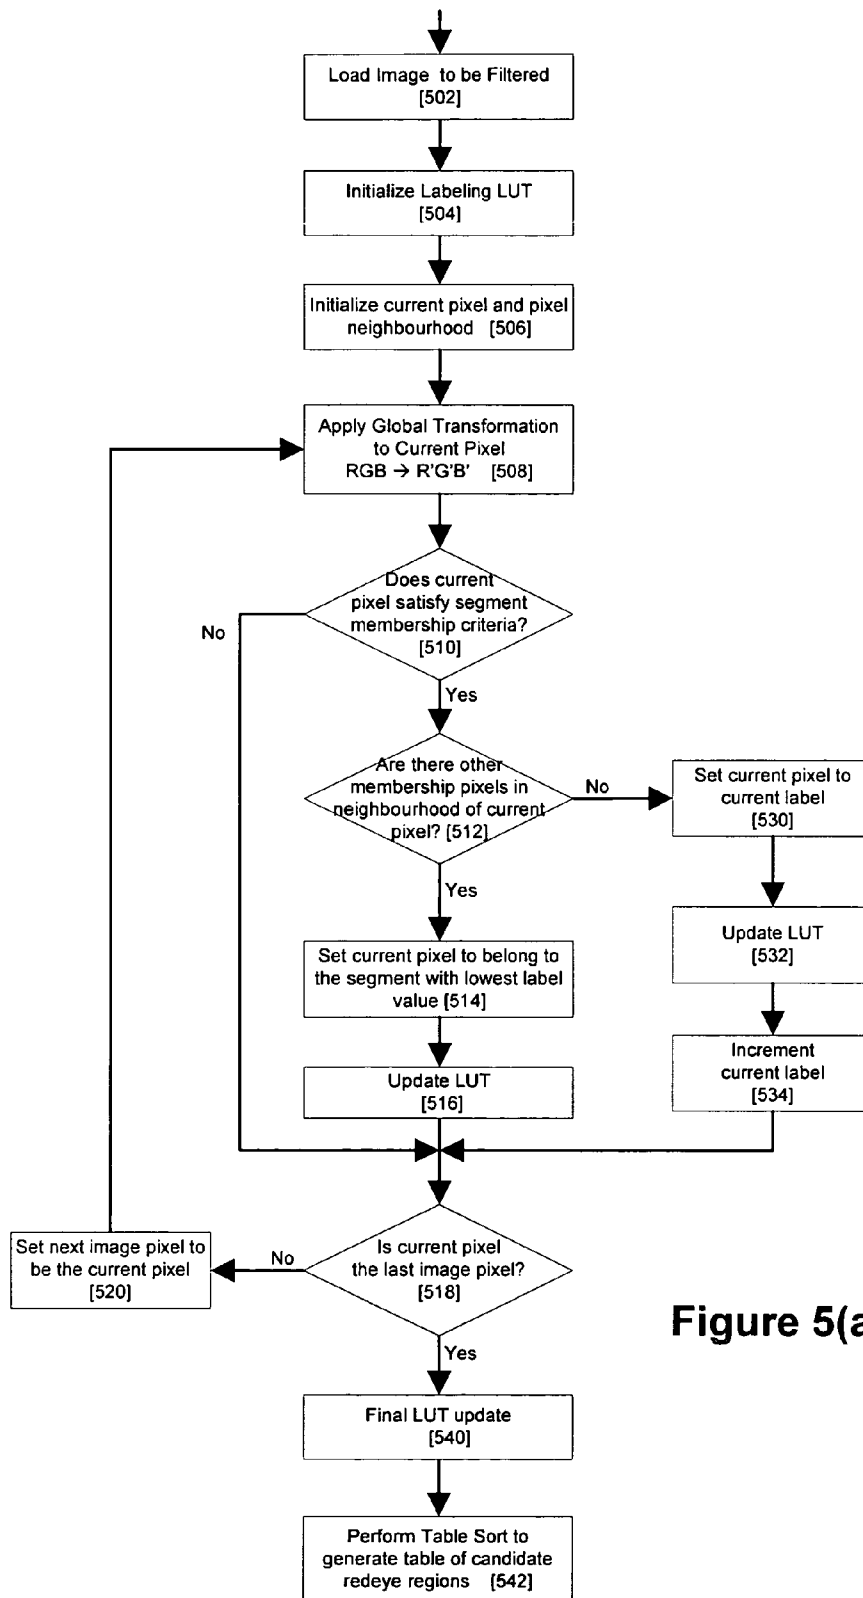 Load Image to be Filtered
[502]
Initialize Labeling LUT
[504]
Initialize current pixel and pixel
neighbourhood [506]
Apply Global Transformation
to Current Pixel
RGB → R'G'B' [508]
Does current
pixel satisfy segment
membership criteria?
[510]
No
Yes
Are there other
membership pixels in
neighbourhood of current
pixel? [512]
No
Set current pixel to
current label
[530]
Yes
Update LUT
[532]
Set current pixel to belong to
the segment with lowest label
value [514]
Increment
current label
[534]
Update LUT
[516]
Set next image pixel to
be the current pixel
[520]
No
Is current pixel
the last image pixel?
[518]
Figure 5(a
Yes
Final LUT update
[540]
Perform Table Sort to
generate table of candidate
redeye regions [542]